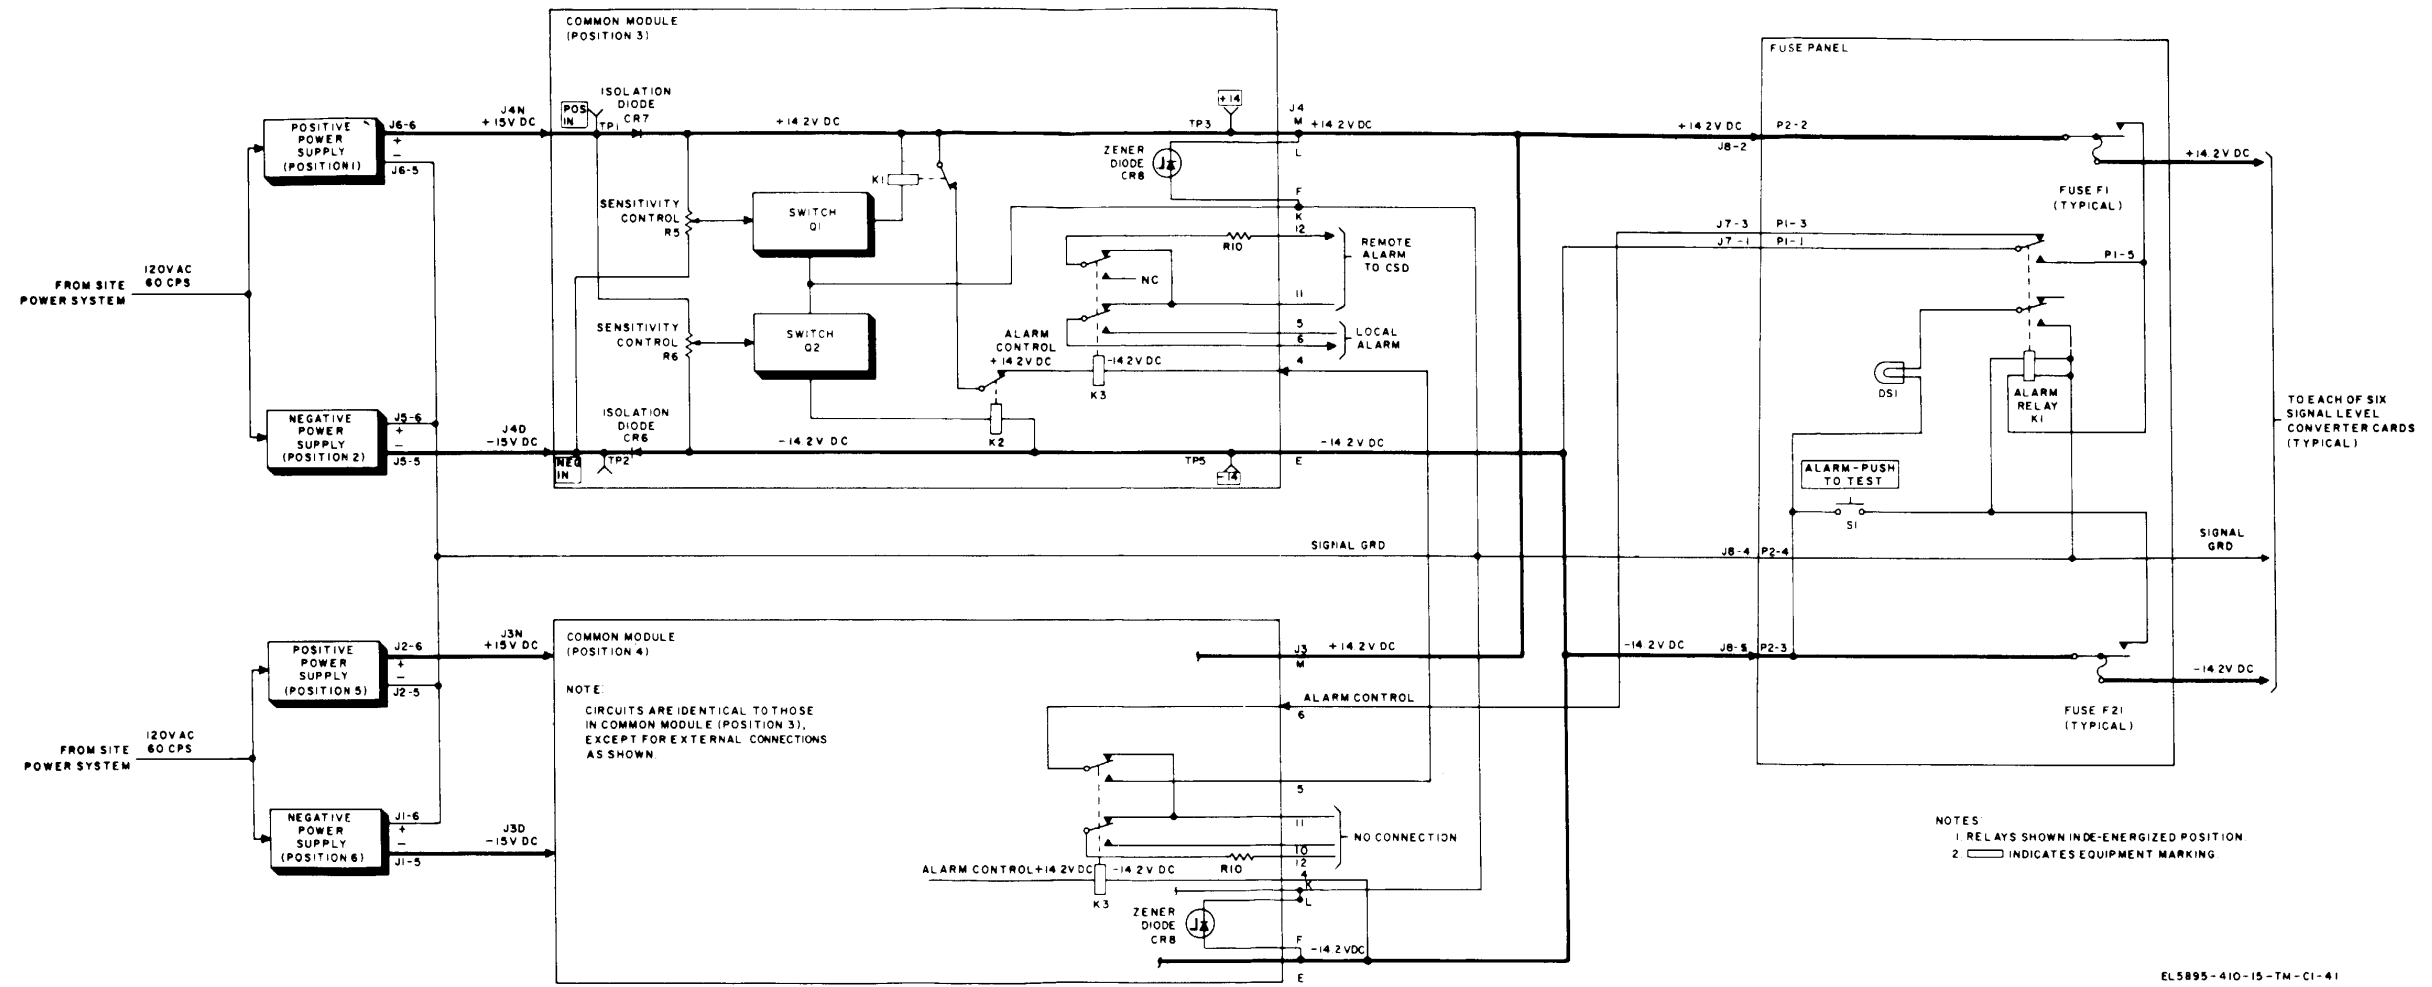 COMMON MODULE
(POSITION 3)
FUSE PANEL
POSITIVE
POWER
SUPPLY
(POSITION 1)
J6-6
+
-
J6-5
J4N
+15V DC
POS
IN
TP1
ISOLATION
DIODE
CR7
+14.2V DC
TP3
+14
J4
M
+14.2V DC
L
ZENER
DIODE
CR8
F
K
+14.2V DC
J8-2
P2-2
+14.2V DC
FUSE F1
(TYPICAL)
K1
SENSITIVITY
CONTROL
R5
SWITCH
Q1
12
R10
REMOTE
ALARM
TO CSD
NC
11
J7-3
P1-3
J7-1
P1-1
P1-5
120VAC
60 CPS
FROM SITE
POWER SYSTEM
SENSITIVITY
CONTROL
R6
SWITCH
Q2
ALARM
CONTROL
+14.2V DC
5
6
LOCAL
ALARM
-14.2V DC
4
K3
DS1
ALARM
RELAY
K1
TO EACH OF SIX
SIGNAL LEVEL
CONVERTER CARDS
(TYPICAL)
NEGATIVE
POWER
SUPPLY
(POSITION 2)
J5-6
+
-
J5-5
J4D
-15V DC
NEG
IN
TP2
ISOLATION
DIODE
CR6
-14.2V DC
K2
TP5
-14
E
-14.2V DC
ALARM-PUSH
TO TEST
S1
SIGNAL GRD
J8-4
P2-4
SIGNAL
GRD
COMMON MODULE
(POSITION 4)
POSITIVE
POWER
SUPPLY
(POSITION 5)
J2-6
+
-
J2-5
J3N
+15V DC
J3
M
+14.2V DC
-14.2V DC
J8-5
P2-3
-14.2V DC
FUSE F21
(TYPICAL)
NOTE:
CIRCUITS ARE IDENTICAL TO THOSE
IN COMMON MODULE (POSITION 3),
EXCEPT FOR EXTERNAL CONNECTIONS
AS SHOWN.
ALARM CONTROL
6
5
120VAC
60 CPS
FROM SITE
POWER SYSTEM
NEGATIVE
POWER
SUPPLY
(POSITION 6)
J1-6
+
-
J1-5
J3D
-15V DC
11
NO CONNECTION
10
R10
12
ALARM CONTROL +14.2V DC
-14.2V DC
4
K
L
K3
ZENER
DIODE
CR8
F
-14.2VDC
E
NOTES:
1. RELAYS SHOWN IN DE-ENERGIZED POSITION.
2. INDICATES EQUIPMENT MARKING.
EL5895-410-15-TM-C1-41